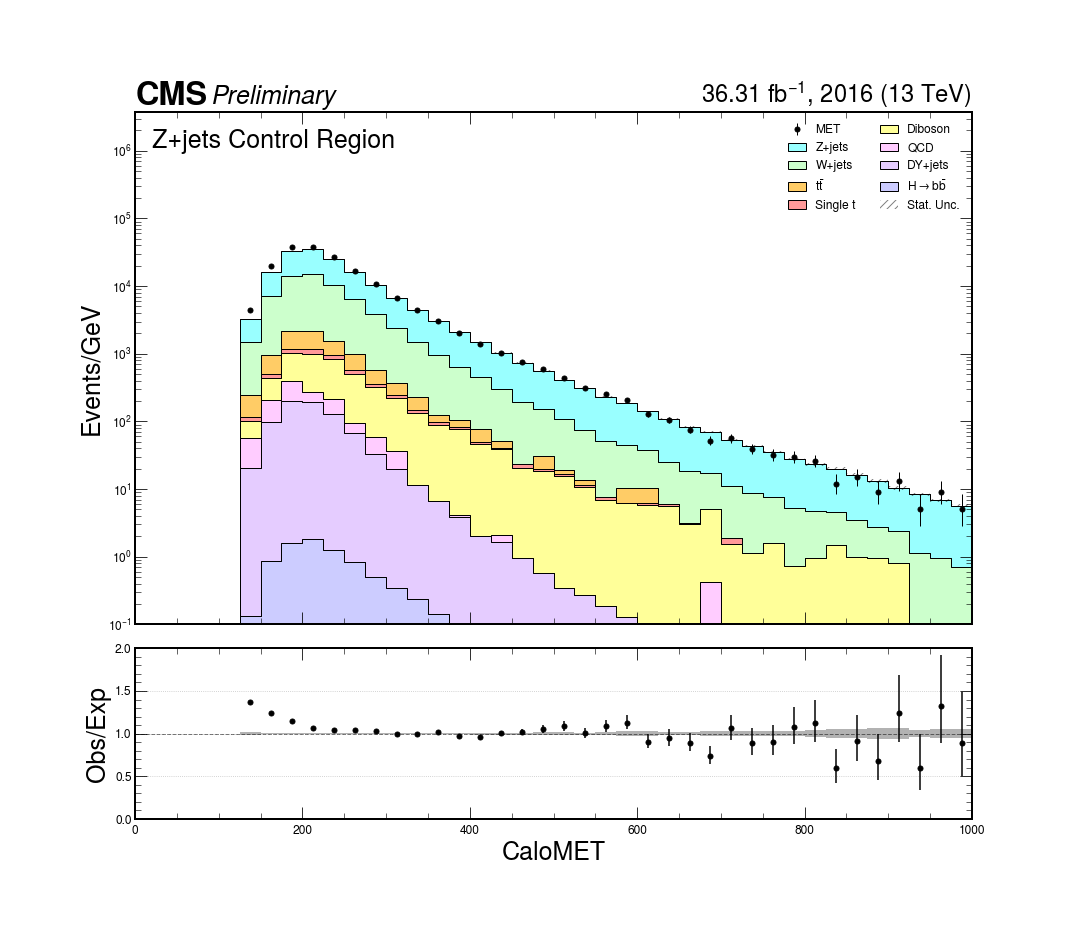 CMS Preliminary
36.31 fb⁻¹, 2016 (13 TeV)
Z+jets Control Region
MET
Z+jets
W+jets
tt̄
Single t
Diboson
QCD
DY+jets
H→bb̄
Stat. Unc.
Events/GeV
10⁶
10⁵
10⁴
10³
10²
10¹
10⁰
10⁻¹
Obs/Exp
2.0
1.5
1.0
0.5
0.0
0 200 400 600 800 1000
CaloMET